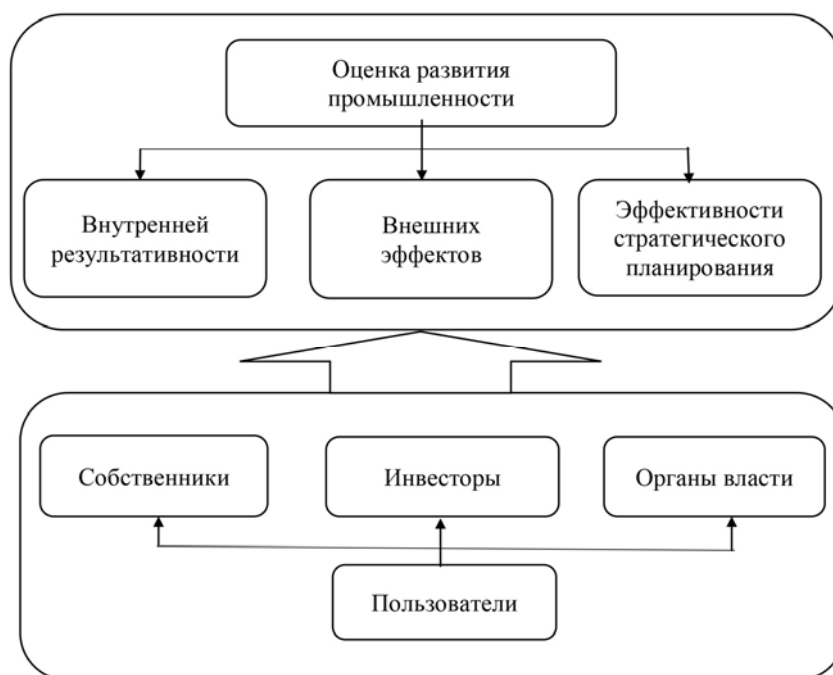 Оценка развития
промышленности
Внутренней
результативности
Внешних
эффектов
Эффективности
стратегического
планирования
Собственники
Инвесторы
Органы власти
Пользователи